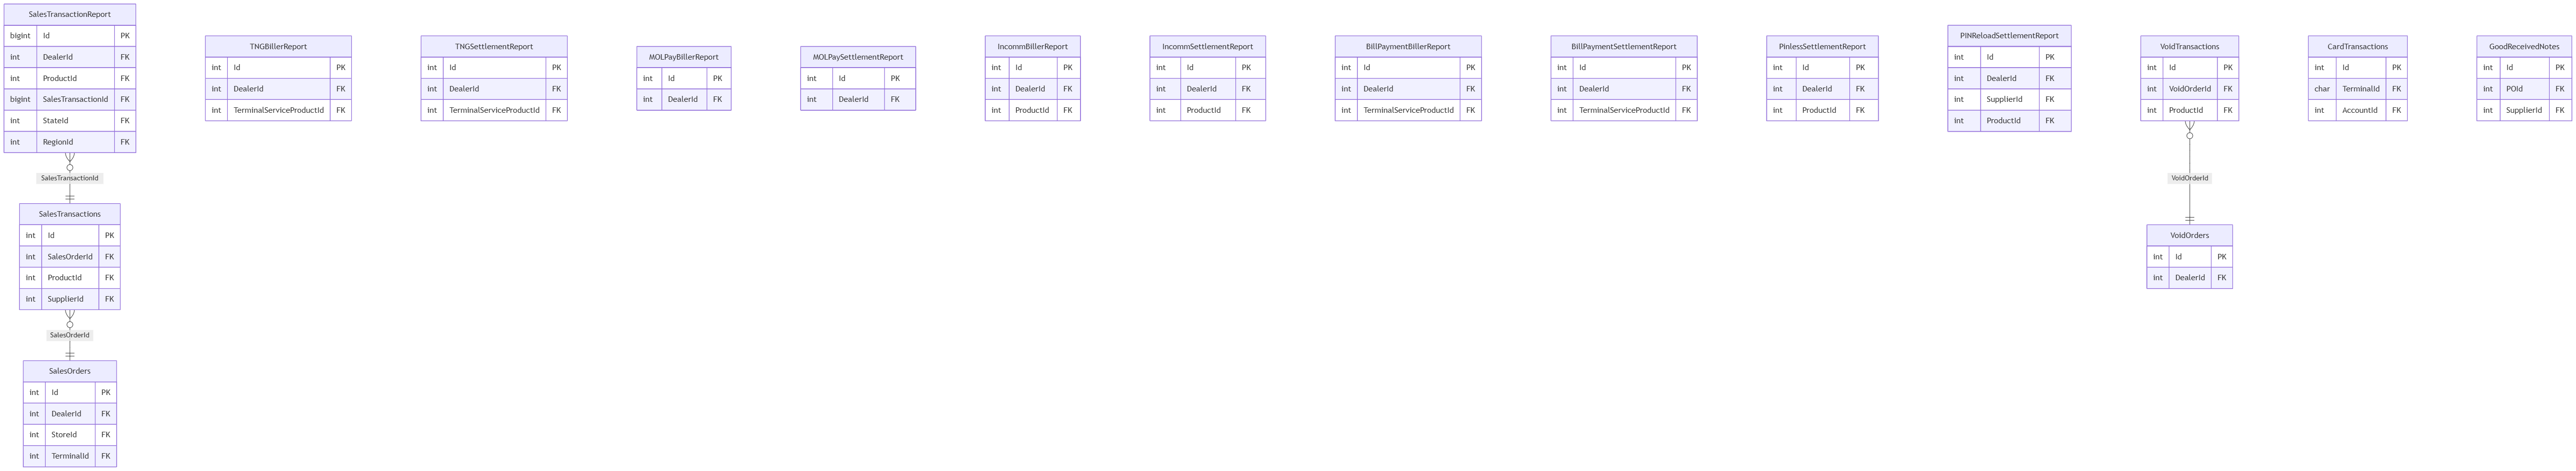 SalesTransactionReport
bigint Id PK
int DealerId FK
int ProductId FK
bigint SalesTransactionId FK
int StateId FK
int RegionId FK
SalesTransactionId
SalesTransactions
int Id PK
int SalesOrderId FK
int ProductId FK
int SupplierId FK
SalesOrderId
SalesOrders
int Id PK
int DealerId FK
int StoreId FK
int TerminalId FK
TNGBillerReport
int Id PK
int DealerId FK
int TerminalServiceProductId FK
TNGSettlementReport
int Id PK
int DealerId FK
int TerminalServiceProductId FK
MOLPayBillerReport
int Id PK
int DealerId FK
MOLPaySettlementReport
int Id PK
int DealerId FK
IncommBillerReport
int Id PK
int DealerId FK
int ProductId FK
IncommSettlementReport
int Id PK
int DealerId FK
int ProductId FK
BillPaymentBillerReport
int Id PK
int DealerId FK
int TerminalServiceProductId FK
BillPaymentSettlementReport
int Id PK
int DealerId FK
int TerminalServiceProductId FK
PinlessSettlementReport
int Id PK
int DealerId FK
int ProductId FK
PINReloadSettlementReport
int Id PK
int DealerId FK
int SupplierId FK
int ProductId FK
VoidTransactions
int Id PK
int VoidOrderId FK
int ProductId FK
VoidOrderId
VoidOrders
int Id PK
int DealerId FK
CardTransactions
int Id PK
char TerminalId FK
int AccountId FK
GoodReceivedNotes
int Id PK
int POId FK
int SupplierId FK